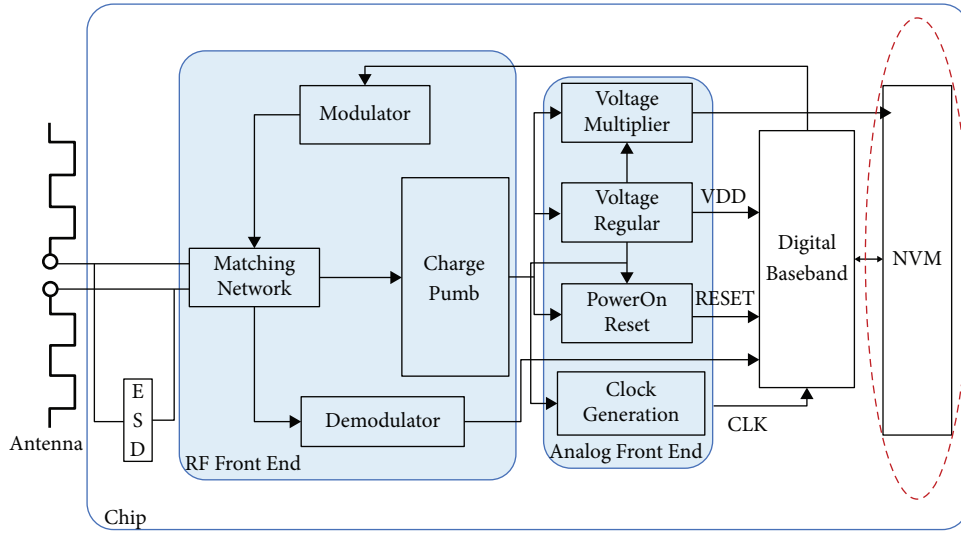 Modulator
Voltage
Multiplier
Voltage
Regular
VDD
Matching
Network
Charge
Pumb
Digital
Baseband
NVM
PowerOn
Reset
RESET
E
S
D
Demodulator
Clock
Generation
CLK
Antenna
RF Front End
Analog Front End
Chip